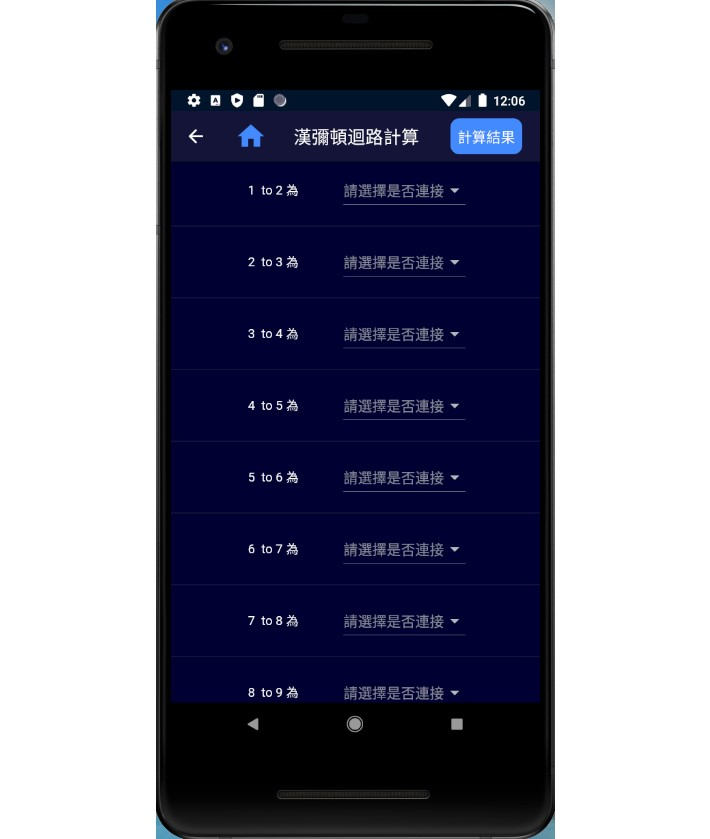 12:06
漢彌頓迴路計算
計算結果
1 to 2 為 請選擇是否連接
2 to 3 為 請選擇是否連接
3 to 4 為 請選擇是否連接
4 to 5 為 請選擇是否連接
5 to 6 為 請選擇是否連接
6 to 7 為 請選擇是否連接
7 to 8 為 請選擇是否連接
8 to 9 為 請選擇是否連接